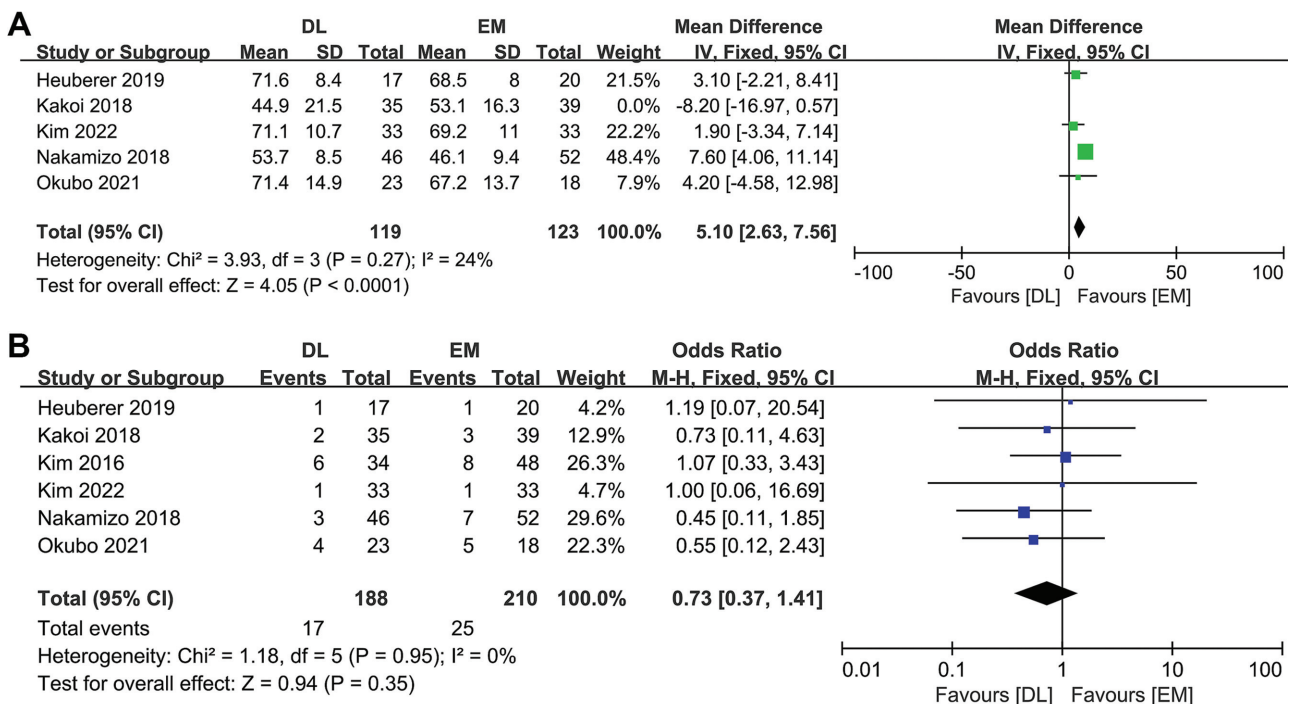 A
DL EM Mean Difference Mean Difference
Study or Subgroup Mean SD Total Mean SD Total Weight IV, Fixed, 95% CI IV, Fixed, 95% CI
Heuberer 2019 71.6 8.4 17 68.5 8 20 21.5% 3.10 [-2.21, 8.41]
Kakoi 2018 44.9 21.5 35 53.1 16.3 39 0.0% -8.20 [-16.97, 0.57]
Kim 2022 71.1 10.7 33 69.2 11 33 22.2% 1.90 [-3.34, 7.14]
Nakamizo 2018 53.7 8.5 46 46.1 9.4 52 48.4% 7.60 [4.06, 11.14]
Okubo 2021 71.4 14.9 23 67.2 13.7 18 7.9% 4.20 [-4.58, 12.98]
Total (95% CI) 119 123 100.0% 5.10 [2.63, 7.56]
Heterogeneity: Chi² = 3.93, df = 3 (P = 0.27); I² = 24%
Test for overall effect: Z = 4.05 (P < 0.0001)
-100 -50 0 50 100
Favours [DL] Favours [EM]
B
DL EM Odds Ratio Odds Ratio
Study or Subgroup Events Total Events Total Weight M-H, Fixed, 95% CI M-H, Fixed, 95% CI
Heuberer 2019 1 17 1 20 4.2% 1.19 [0.07, 20.54]
Kakoi 2018 2 35 3 39 12.9% 0.73 [0.11, 4.63]
Kim 2016 6 34 8 48 26.3% 1.07 [0.33, 3.43]
Kim 2022 1 33 1 33 4.7% 1.00 [0.06, 16.69]
Nakamizo 2018 3 46 7 52 29.6% 0.45 [0.11, 1.85]
Okubo 2021 4 23 5 18 22.3% 0.55 [0.12, 2.43]
Total (95% CI) 188 210 100.0% 0.73 [0.37, 1.41]
Total events 17 25
Heterogeneity: Chi² = 1.18, df = 5 (P = 0.95); I² = 0%
Test for overall effect: Z = 0.94 (P = 0.35)
0.01 0.1 1 10 100
Favours [DL] Favours [EM]